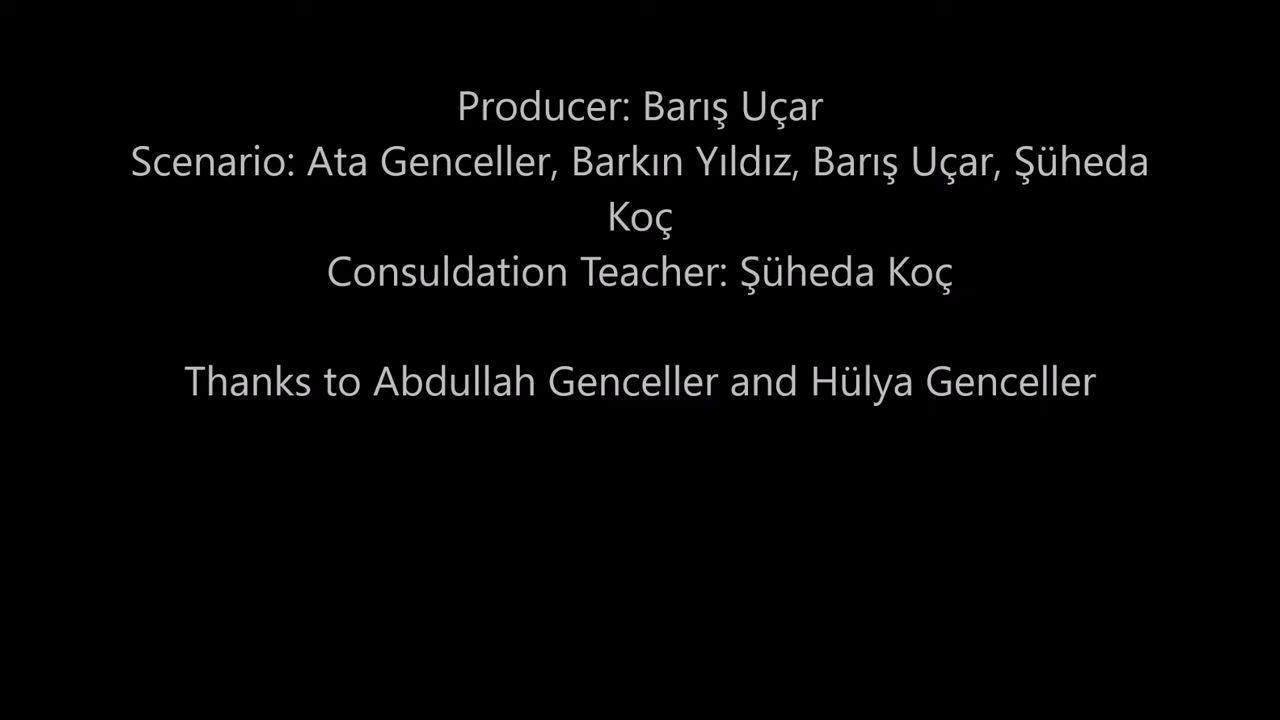 Producer: Barış Uçar
Scenario: Ata Genceller, Barkın Yıldız, Barış Uçar, Şüheda
Koç
Consuldation Teacher: Şüheda Koç
Thanks to Abdullah Genceller and Hülya Genceller